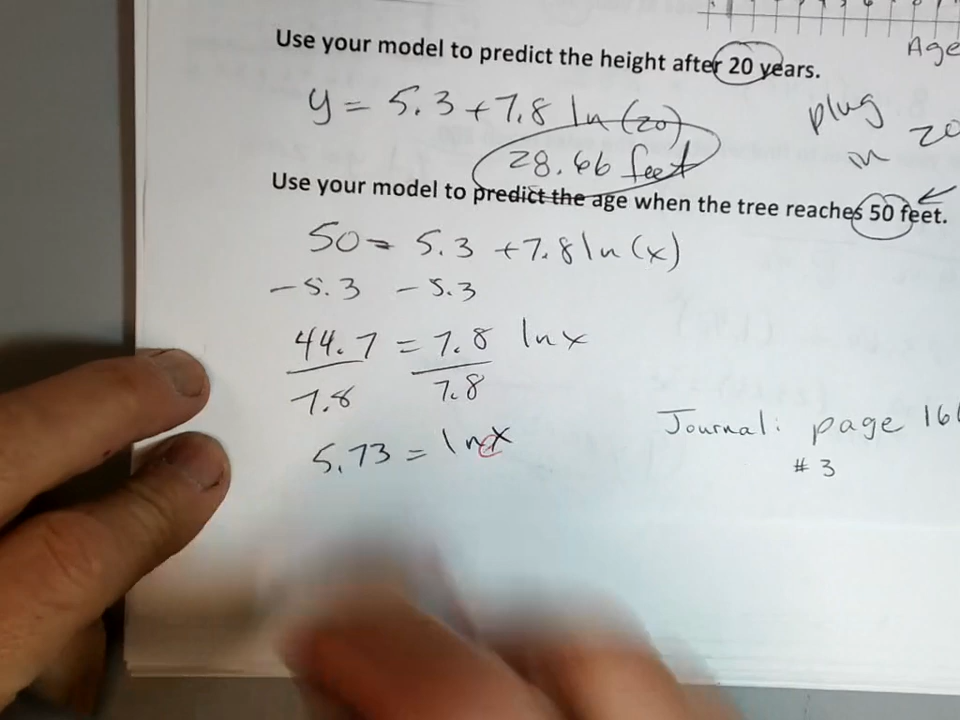 Age
Use your model to predict the height after 20 years.
y = 5.3 + 7.8 ln (20)
plug in 20
28.66 feet
Use your model to predict the age when the tree reaches 50 feet.
50 = 5.3 + 7.8 ln (x)
- 5.3 - 5.3
44.7 = 7.8 ln x
7.8 7.8
5.73 = ln x
e
Journal: page 166
# 3